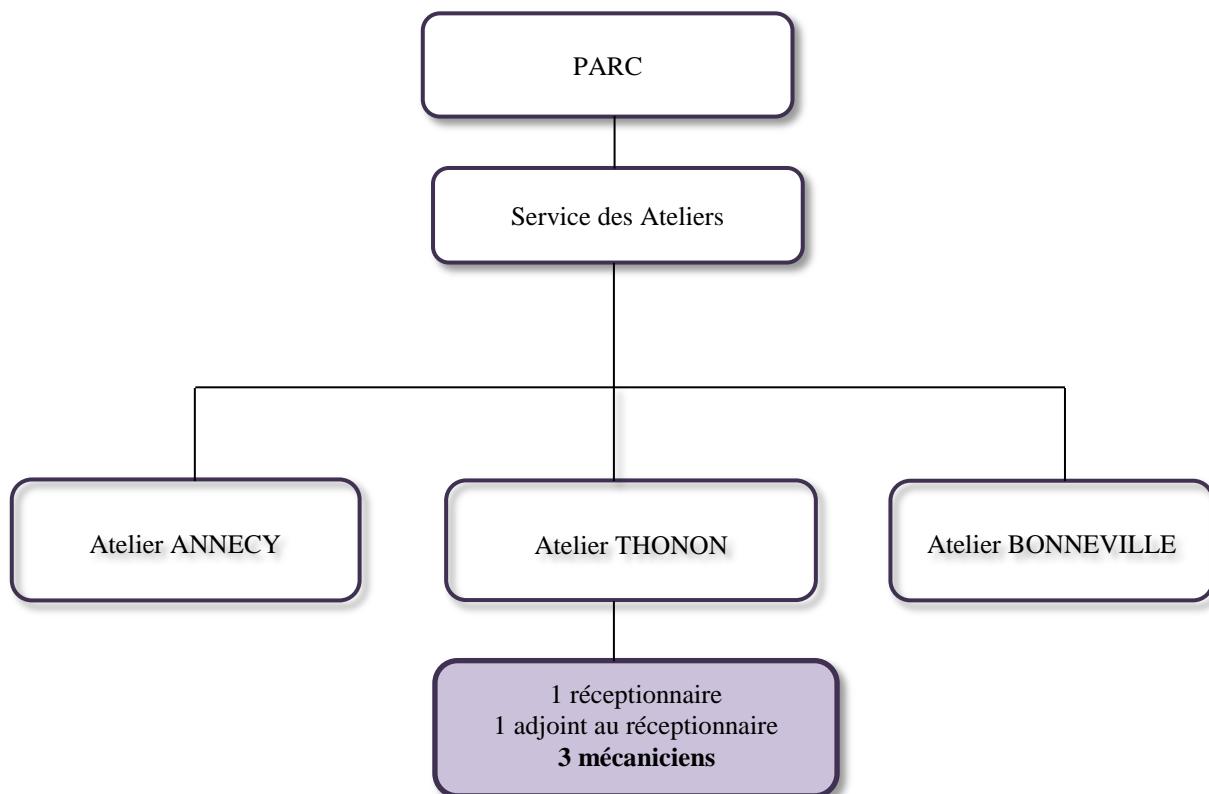 PARC
Service des Ateliers
Atelier ANNECY
Atelier THONON
Atelier BONNEVILLE
1 réceptionnaire
1 adjoint au réceptionnaire
3 mécaniciens